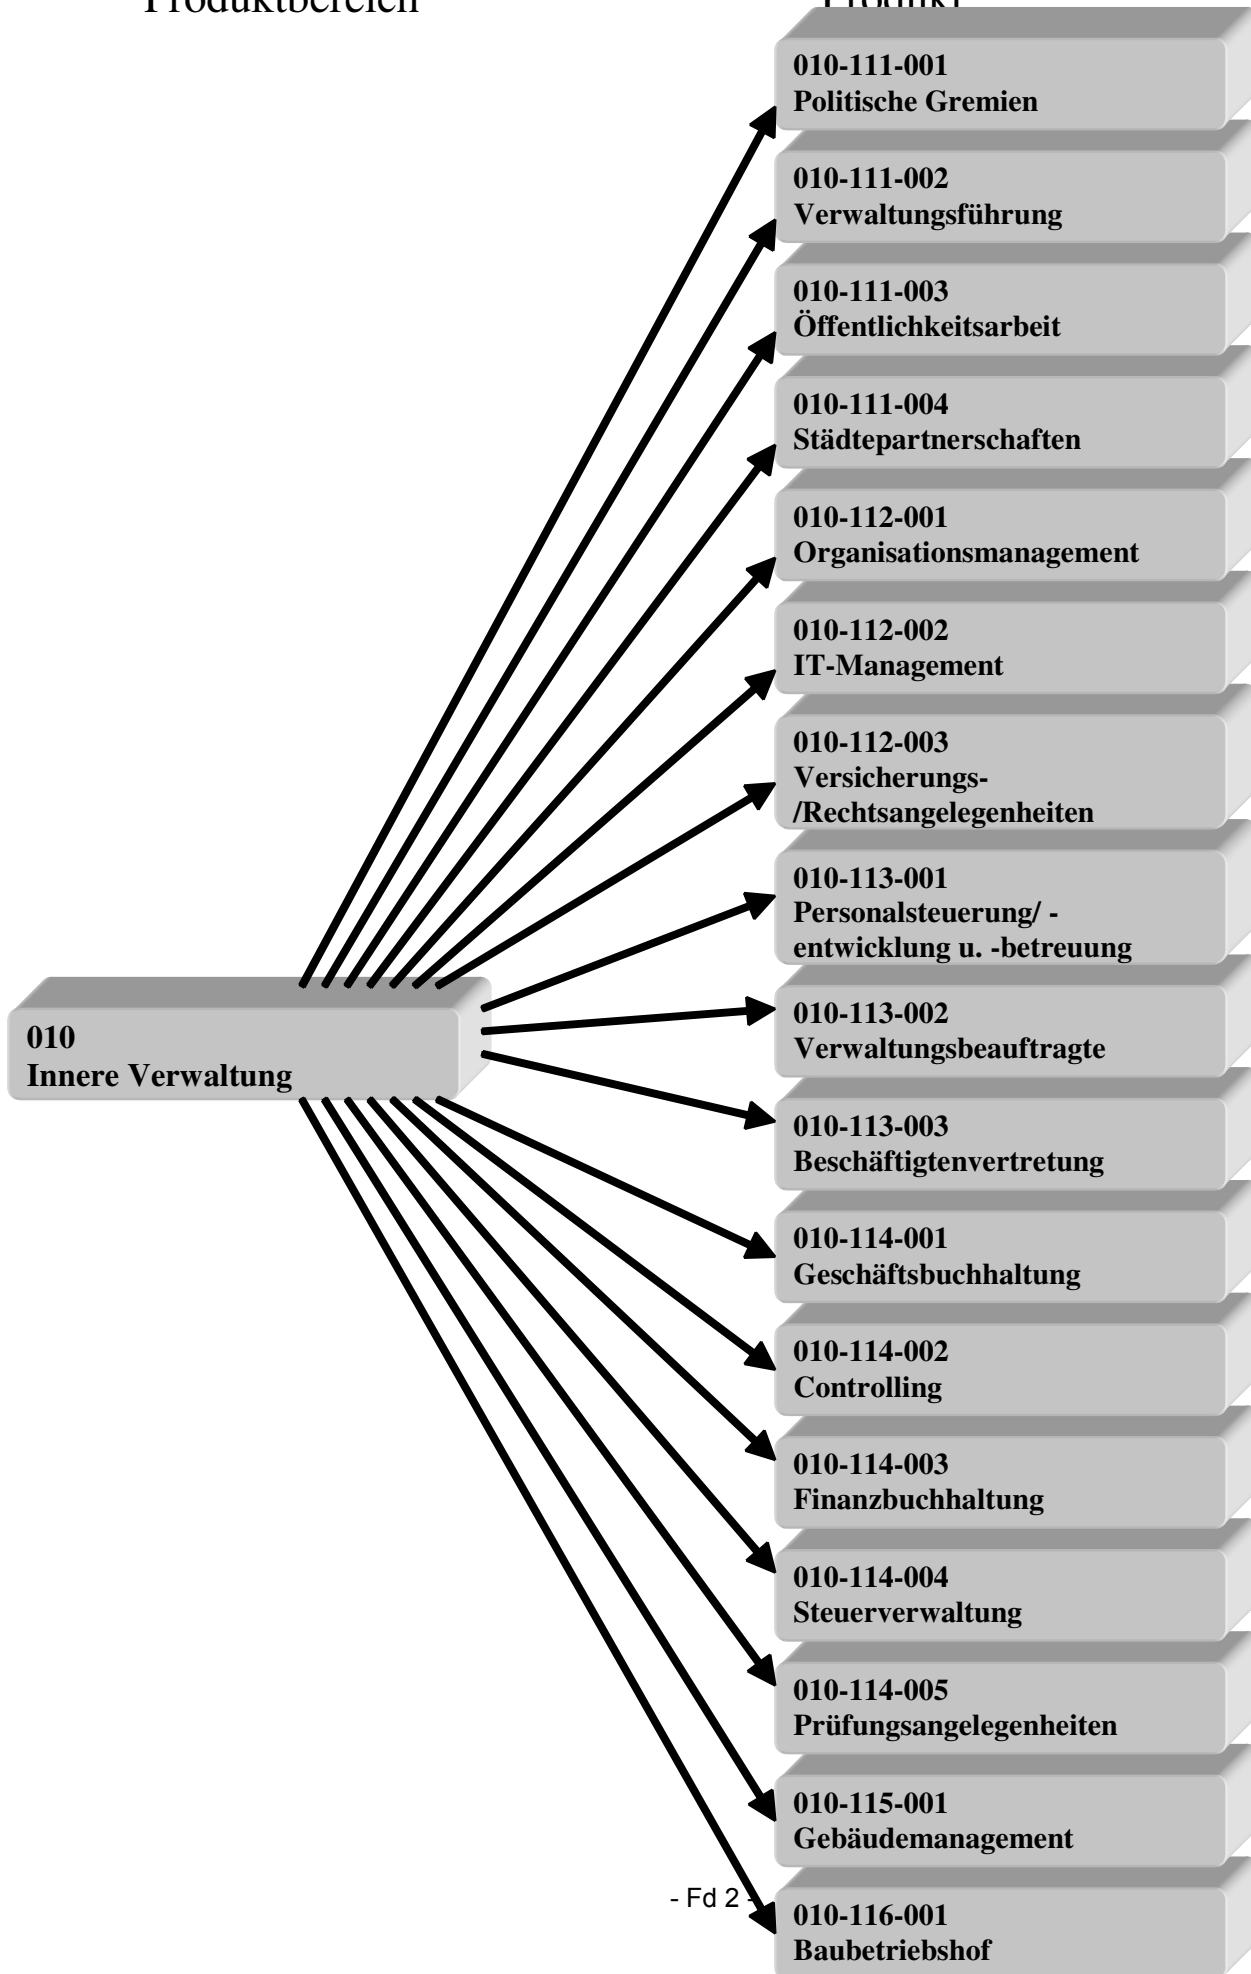 Produktbereich
Produkt
010-111-001
Politische Gremien
010-111-002
Verwaltungsführung
010-111-003
Öffentlichkeitsarbeit
010-111-004
Städtepartnerschaften
010-112-001
Organisationsmanagement
010-112-002
IT-Management
010-112-003
Versicherungs-
/Rechtsangelegenheiten
010-113-001
Personalsteuerung/ -
entwicklung u. -betreuung
010
Innere Verwaltung
010-113-002
Verwaltungsbeauftragte
010-113-003
Beschäftigtenvertretung
010-114-001
Geschäftsbuchhaltung
010-114-002
Controlling
010-114-003
Finanzbuchhaltung
010-114-004
Steuerverwaltung
010-114-005
Prüfungsangelegenheiten
010-115-001
Gebäudemanagement
- Fd 2 -
010-116-001
Baubetriebshof